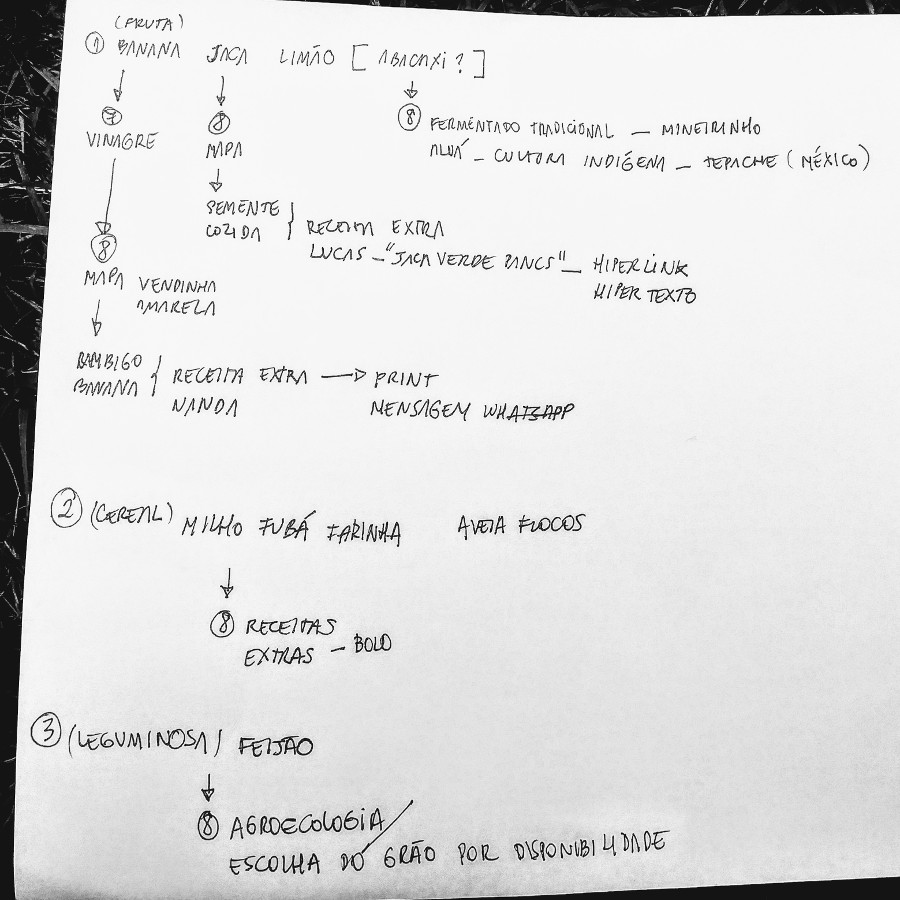 (FRUTA)
① BANANA JACA LIMÃO [ABACAXI?]
⑦ ⑧ ⑧ FERMENTADO TRADICIONAL — MINEIRINHO
VINAGRE MAPA ALUÁ — CULTURA INDÍGENA — TEPACHE (MÉXICO)
SEMENTE
COZIDA } RECEITA EXTRA
LUCAS — "JACA VERDE PANCS" — HIPERLINK
HIPERTEXTO
⑧
MAPA VENDINHA
AMARELA
BAMBIGO
BANANA { RECEITA EXTRA → PRINT
NANDA MENSAGEM WHATSAPP
② (CEREAL) MILHO FUBÁ FARINHA AVEIA FLOCOS
⑧ RECEITAS
EXTRAS — BOLO
③ (LEGUMINOSA) FEIJÃO
⑧ AGROECOLOGIA /
ESCOLHA DO GRÃO POR DISPONIBILIDADE